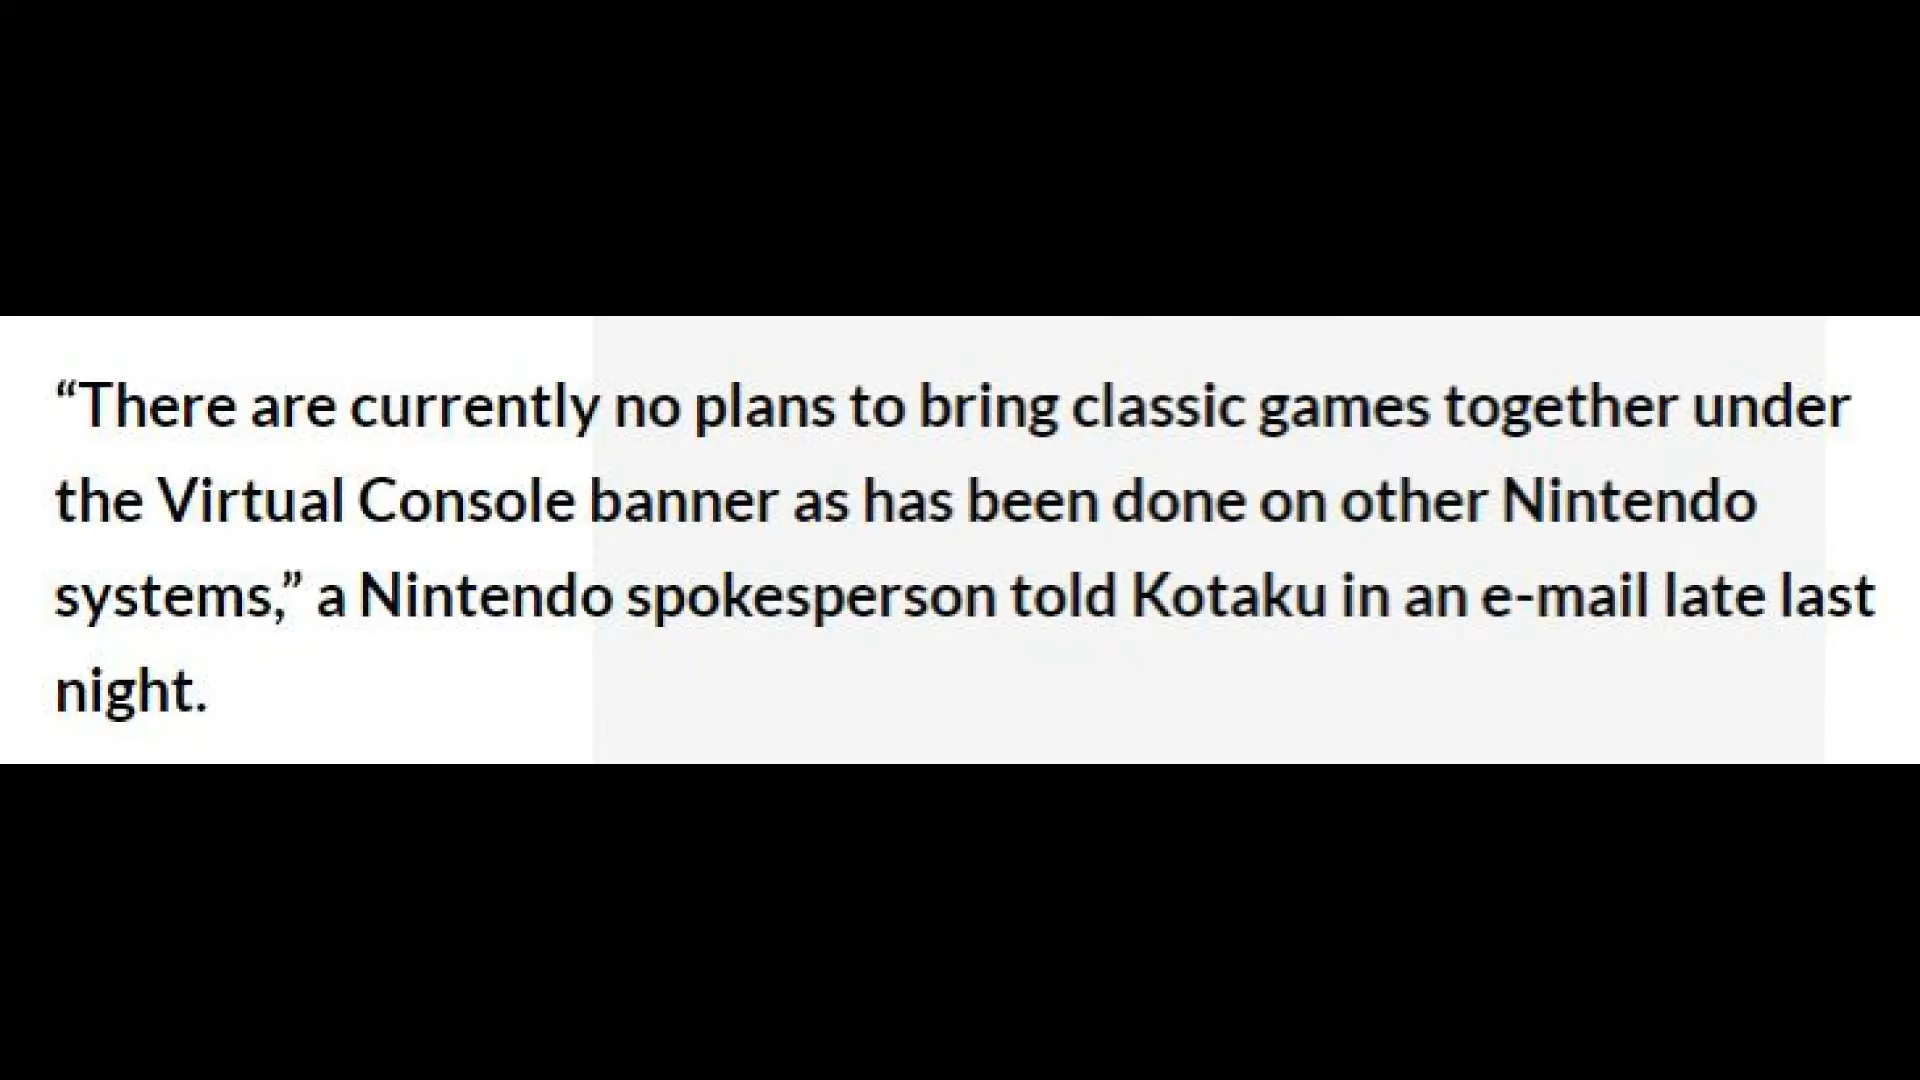 “There are currently no plans to bring classic games together under
the Virtual Console banner as has been done on other Nintendo
systems,” a Nintendo spokesperson told Kotaku in an e-mail late last
night.